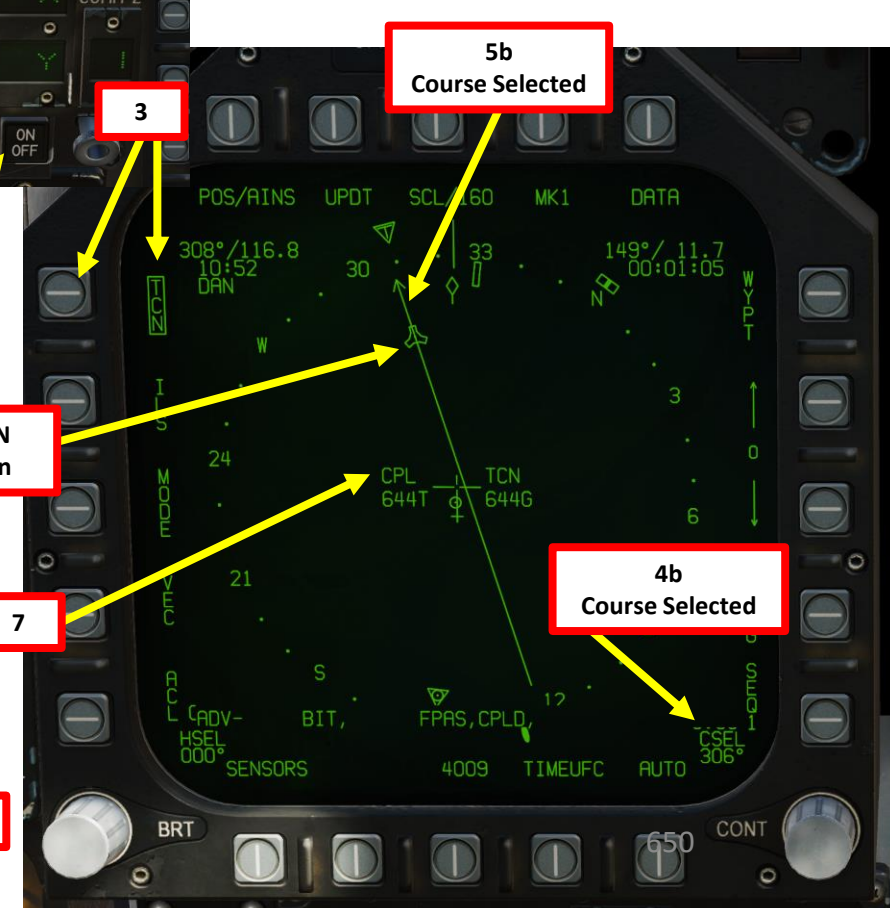 ON
OFF
3
5b
Course Selected
POS/AINS UPDT SCL/160 MK1 DATA
308°/116.8
10:52
DAN
30
33
149°/ 11.7
00:01:05
N
TCN
WYPT
W
ILS
3
24
0
CPL TCN
644T 644G
MODE
6
4b
Course Selected
21
VEC
7
S
12
ACL
SEQ1
ADV- BIT, FPAS,CPLD,
HSEL
000°
CSEL
306°
SENSORS 4009 TIMEUFC AUTO
BRT
650
CONT